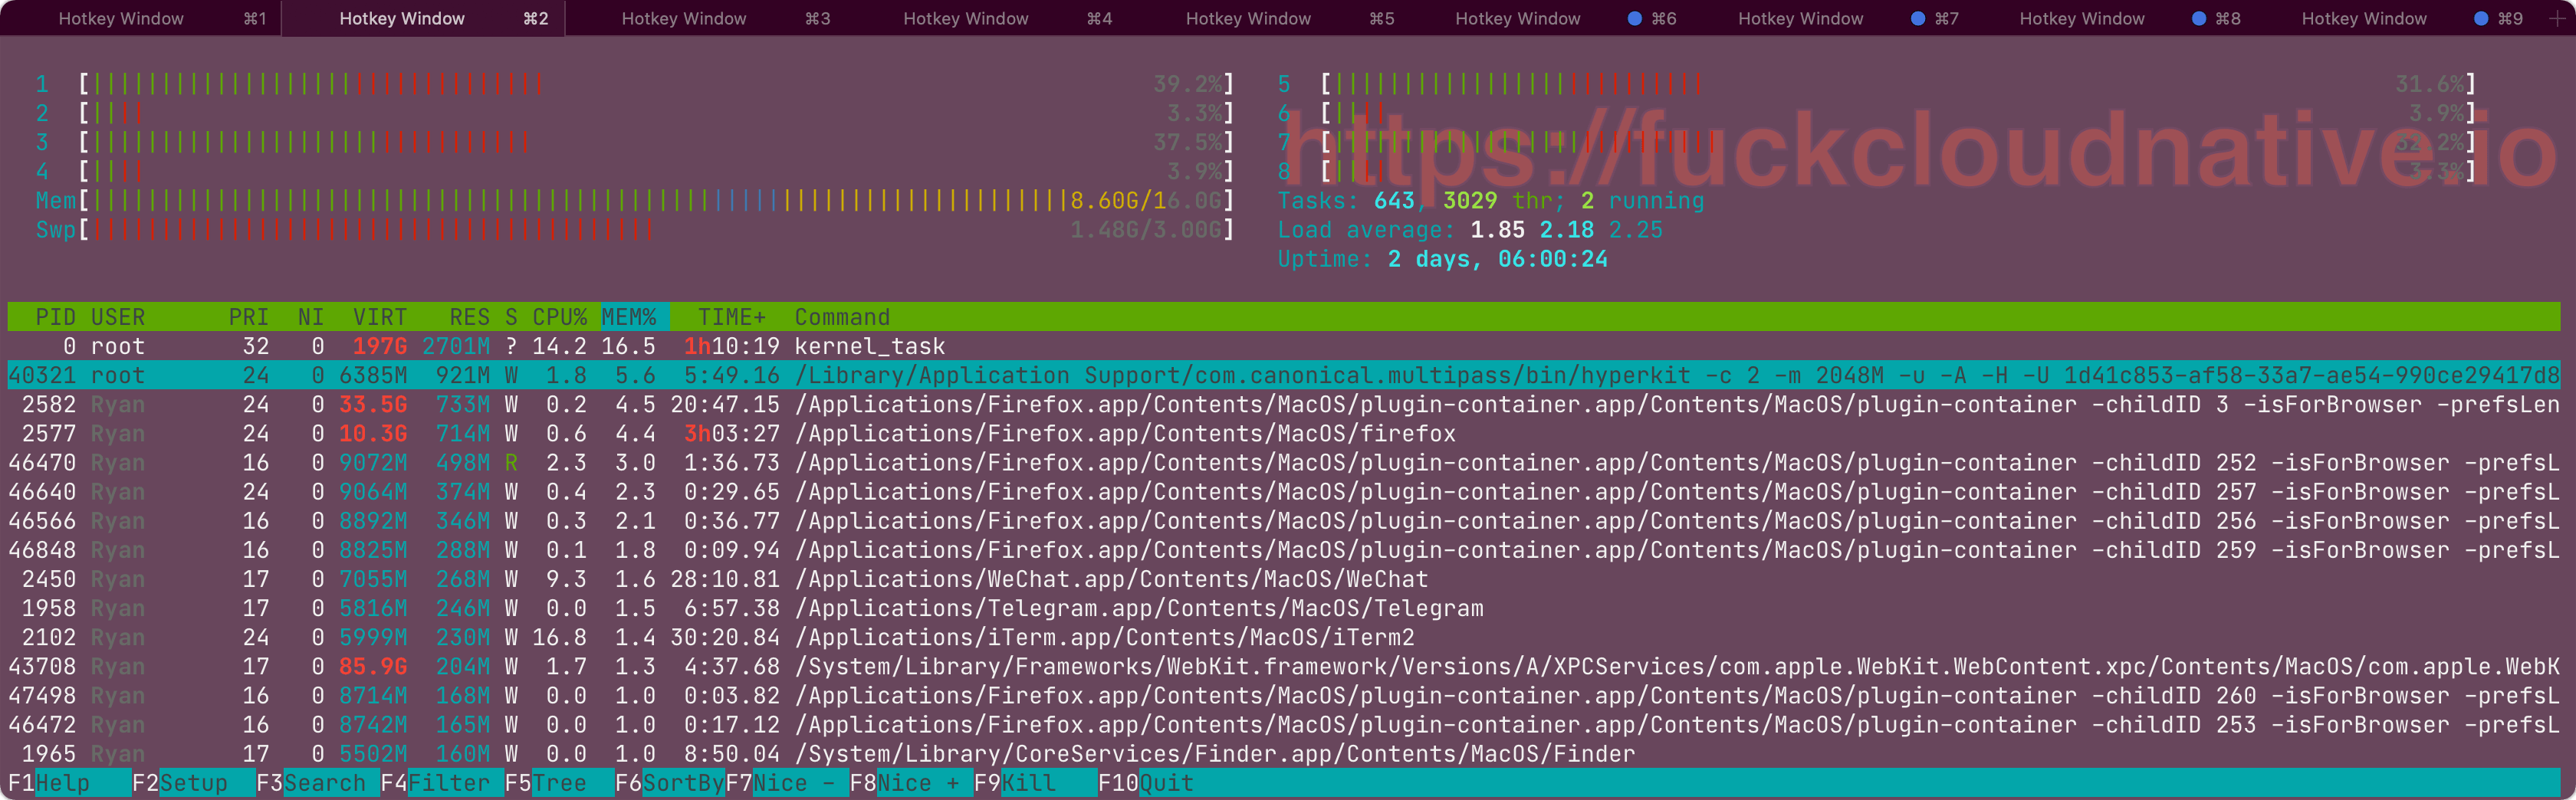 Hotkey Window ⌘1 Hotkey Window ⌘2 Hotkey Window ⌘3 Hotkey Window ⌘4 Hotkey Window ⌘5 Hotkey Window ⌘6 Hotkey Window ⌘7 Hotkey Window ⌘8 Hotkey Window ⌘9
1 [ 39.2%] 5 [ 31.6%]
2 [ 3.3%] 6 [ 3.9%]
3 [ 37.5%] 7 [ 32.2%]
4 [ 3.9%] 8 [ 3.3%]
https://fuckcloudnative.io
Mem[ 8.60G/16.0G] Tasks: 643, 3029 thr; 2 running
Swp[ 1.48G/3.00G] Load average: 1.85 2.18 2.25
Uptime: 2 days, 06:00:24
PID USER PRI NI VIRT RES S CPU% MEM% TIME+ Command
0 root 32 0 197G 2701M ? 14.2 16.5 1h10:19 kernel_task
40321 root 24 0 6385M 921M W 1.8 5.6 5:49.16 /Library/Application Support/com.canonical.multipass/bin/hyperkit -c 2 -m 2048M -u -A -H -U 1d41c853-af58-33a7-ae54-990ce29417d8
2582 Ryan 24 0 33.5G 733M W 0.2 4.5 20:47.15 /Applications/Firefox.app/Contents/MacOS/plugin-container.app/Contents/MacOS/plugin-container -childID 3 -isForBrowser -prefsLen
2577 Ryan 24 0 10.3G 714M W 0.6 4.4 3h03:27 /Applications/Firefox.app/Contents/MacOS/firefox
46470 Ryan 16 0 9072M 498M R 2.3 3.0 1:36.73 /Applications/Firefox.app/Contents/MacOS/plugin-container.app/Contents/MacOS/plugin-container -childID 252 -isForBrowser -prefsL
46640 Ryan 24 0 9064M 374M W 0.4 2.3 0:29.65 /Applications/Firefox.app/Contents/MacOS/plugin-container.app/Contents/MacOS/plugin-container -childID 257 -isForBrowser -prefsL
46566 Ryan 16 0 8892M 346M W 0.3 2.1 0:36.77 /Applications/Firefox.app/Contents/MacOS/plugin-container.app/Contents/MacOS/plugin-container -childID 256 -isForBrowser -prefsL
46848 Ryan 16 0 8825M 288M W 0.1 1.8 0:09.94 /Applications/Firefox.app/Contents/MacOS/plugin-container.app/Contents/MacOS/plugin-container -childID 259 -isForBrowser -prefsL
2450 Ryan 17 0 7055M 268M W 9.3 1.6 28:10.81 /Applications/WeChat.app/Contents/MacOS/WeChat
1958 Ryan 17 0 5816M 246M W 0.0 1.5 6:57.38 /Applications/Telegram.app/Contents/MacOS/Telegram
2102 Ryan 24 0 5999M 230M W 16.8 1.4 30:20.84 /Applications/iTerm.app/Contents/MacOS/iTerm2
43708 Ryan 17 0 85.9G 204M W 1.7 1.3 4:37.68 /System/Library/Frameworks/WebKit.framework/Versions/A/XPCServices/com.apple.WebKit.WebContent.xpc/Contents/MacOS/com.apple.WebK
47498 Ryan 16 0 8714M 168M W 0.0 1.0 0:03.82 /Applications/Firefox.app/Contents/MacOS/plugin-container.app/Contents/MacOS/plugin-container -childID 260 -isForBrowser -prefsL
46472 Ryan 16 0 8742M 165M W 0.0 1.0 0:17.12 /Applications/Firefox.app/Contents/MacOS/plugin-container.app/Contents/MacOS/plugin-container -childID 253 -isForBrowser -prefsL
1965 Ryan 17 0 5502M 160M W 0.0 1.0 8:50.04 /System/Library/CoreServices/Finder.app/Contents/MacOS/Finder
F1Help F2Setup F3Search F4Filter F5Tree F6SortBy F7Nice - F8Nice + F9Kill F10Quit